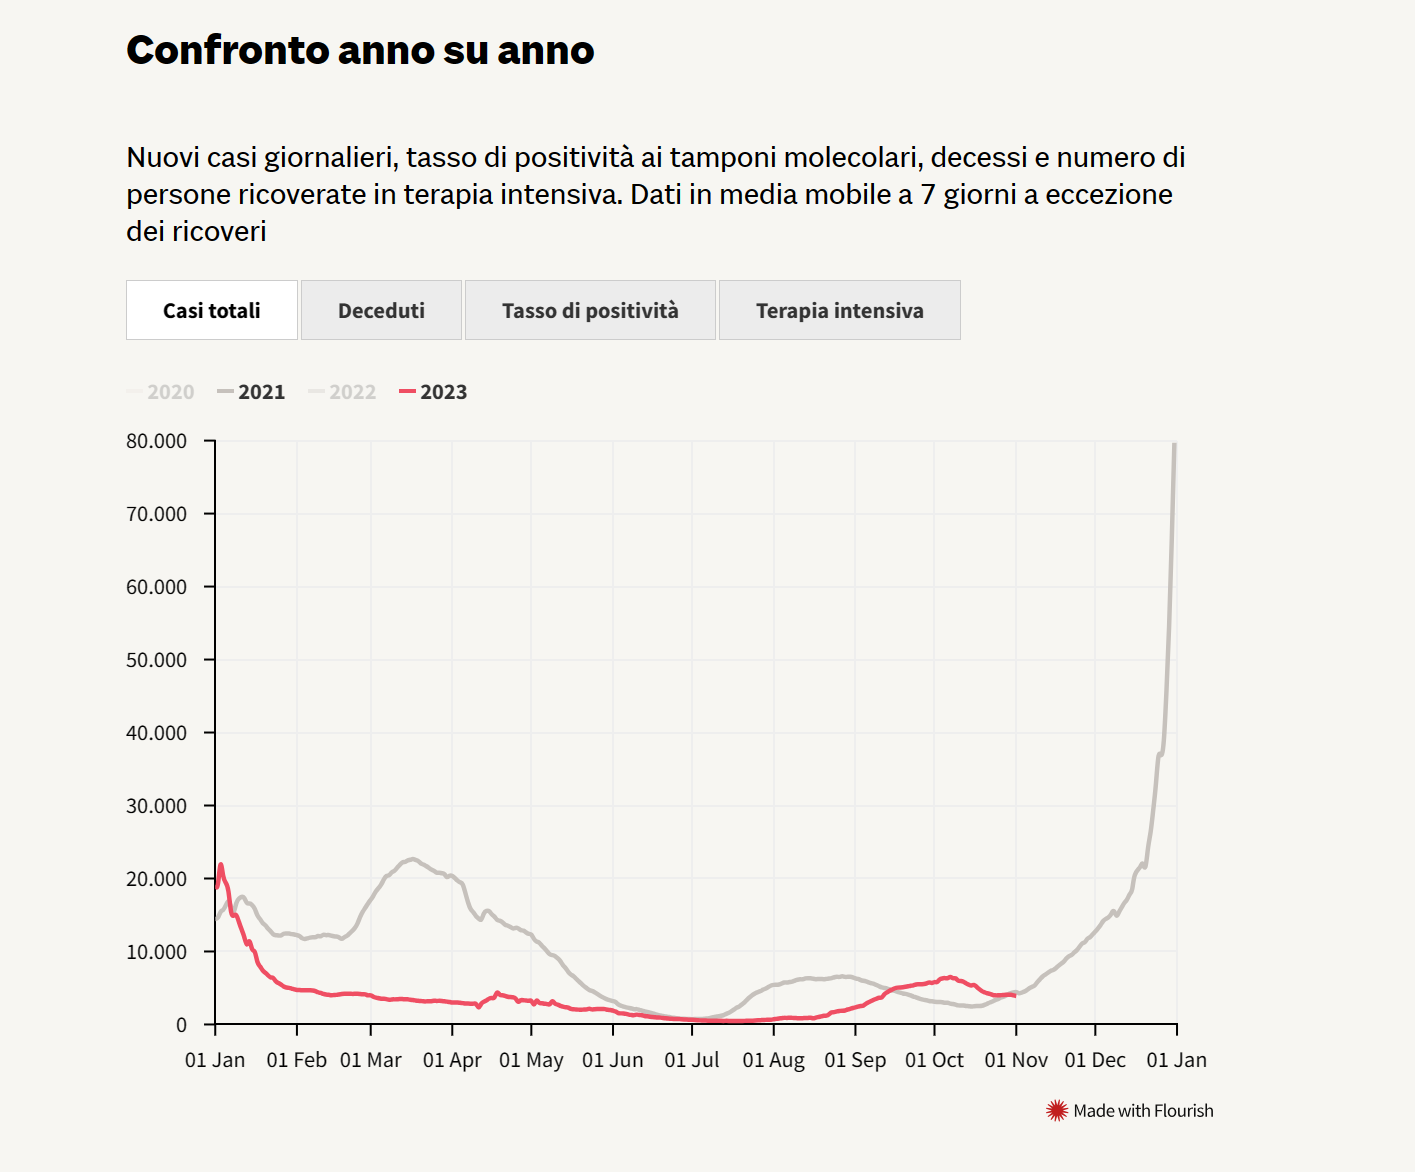 Confronto anno su anno
Nuovi casi giornalieri, tasso di positività ai tamponi molecolari, decessi e numero di
persone ricoverate in terapia intensiva. Dati in media mobile a 7 giorni a eccezione
dei ricoveri
Casi totali Deceduti Tasso di positività Terapia intensiva
2020 2021 2022 2023
80.000
70.000
60.000
50.000
40.000
30.000
20.000
10.000
0
01 Jan 01 Feb 01 Mar 01 Apr 01 May 01 Jun 01 Jul 01 Aug 01 Sep 01 Oct 01 Nov 01 Dec 01 Jan
Made with Flourish